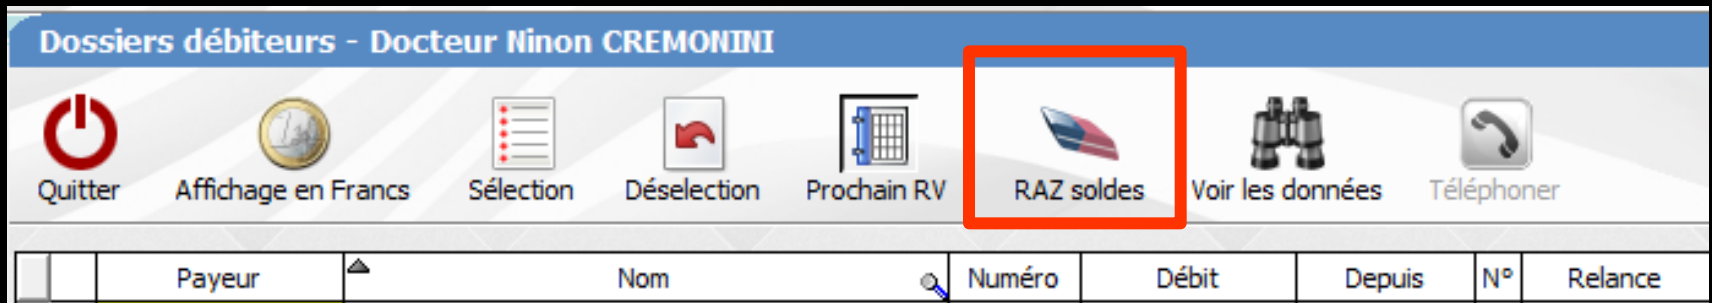 Dossiers débiteurs - Docteur Ninon CREMONINI
Quitter Affichage en Francs Sélection Déselection Prochain RV RAZ soldes Voir les données Téléphoner
Payeur Nom Numéro Débit Depuis N° Relance